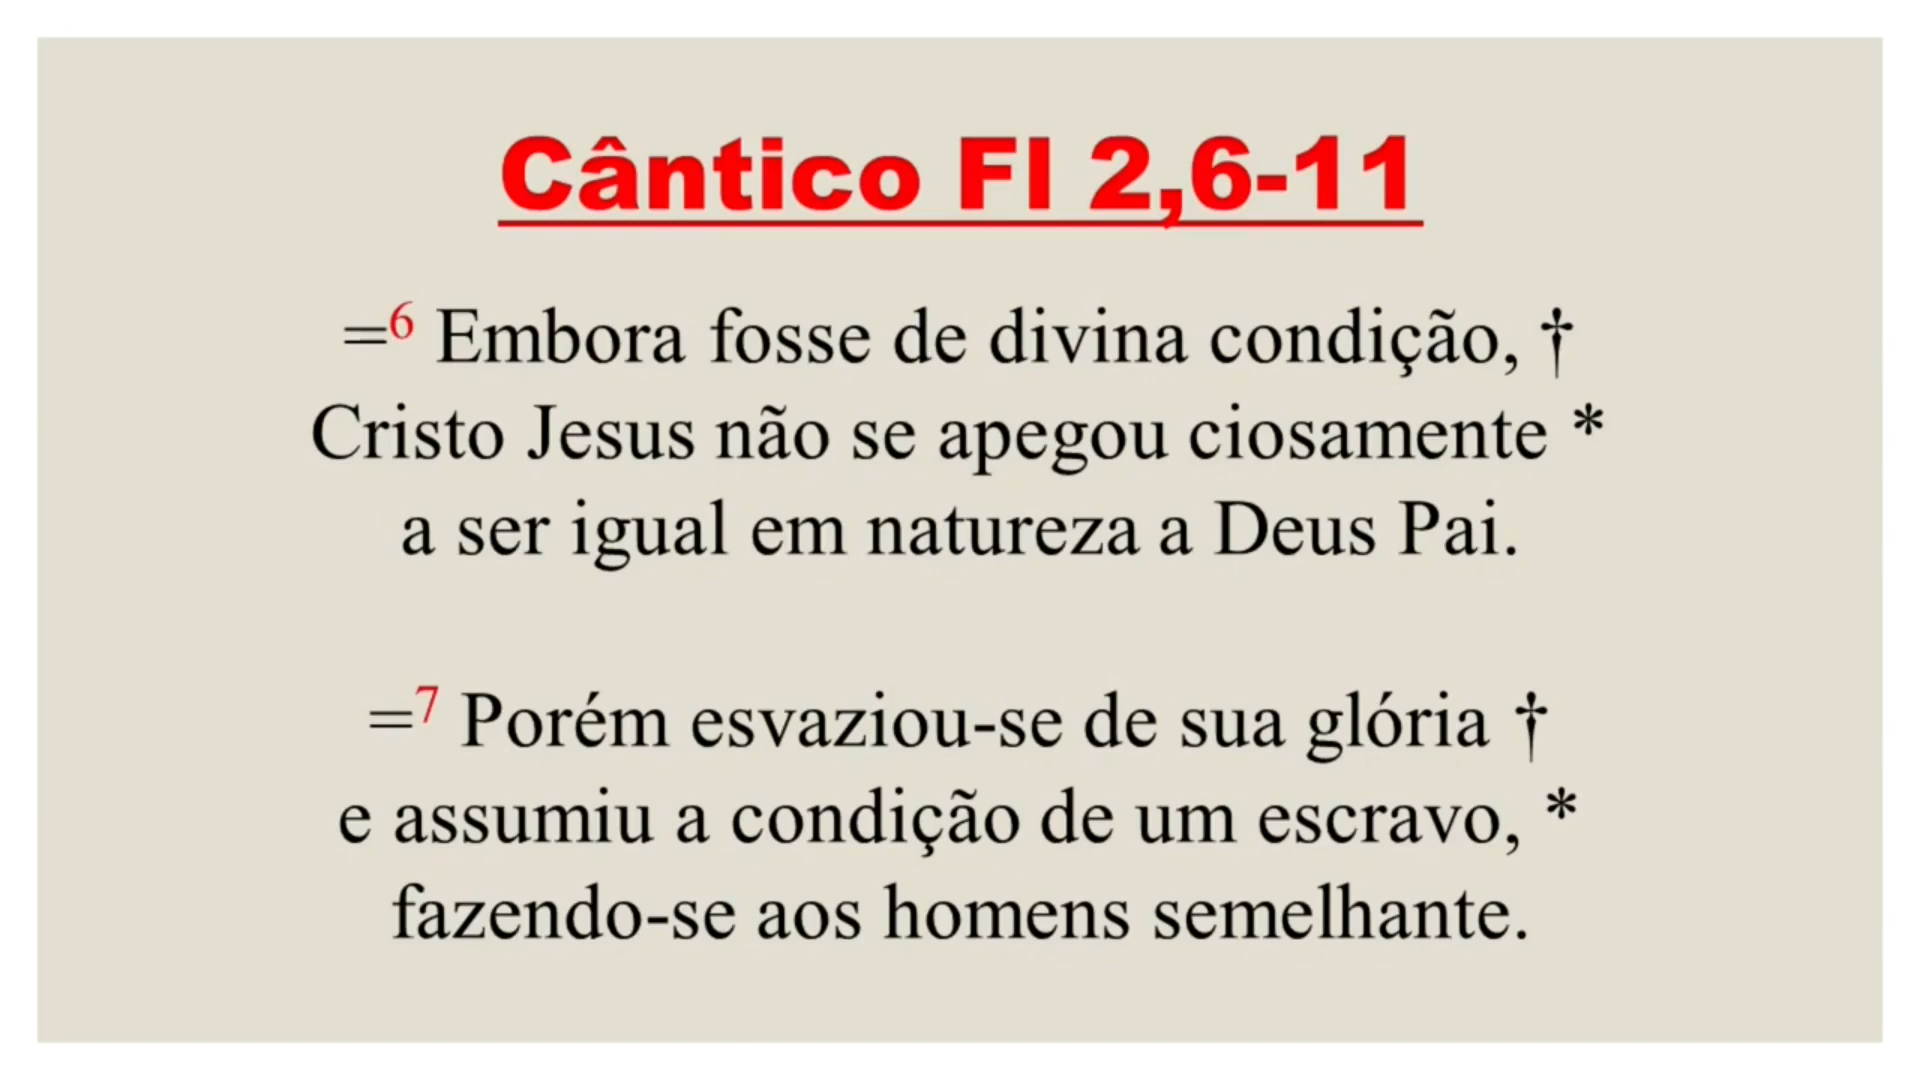 Cântico Fl 2,6-11
=6 Embora fosse de divina condição, †
Cristo Jesus não se apegou ciosamente *
a ser igual em natureza a Deus Pai.
=7 Porém esvaziou-se de sua glória †
e assumiu a condição de um escravo, *
fazendo-se aos homens semelhante.